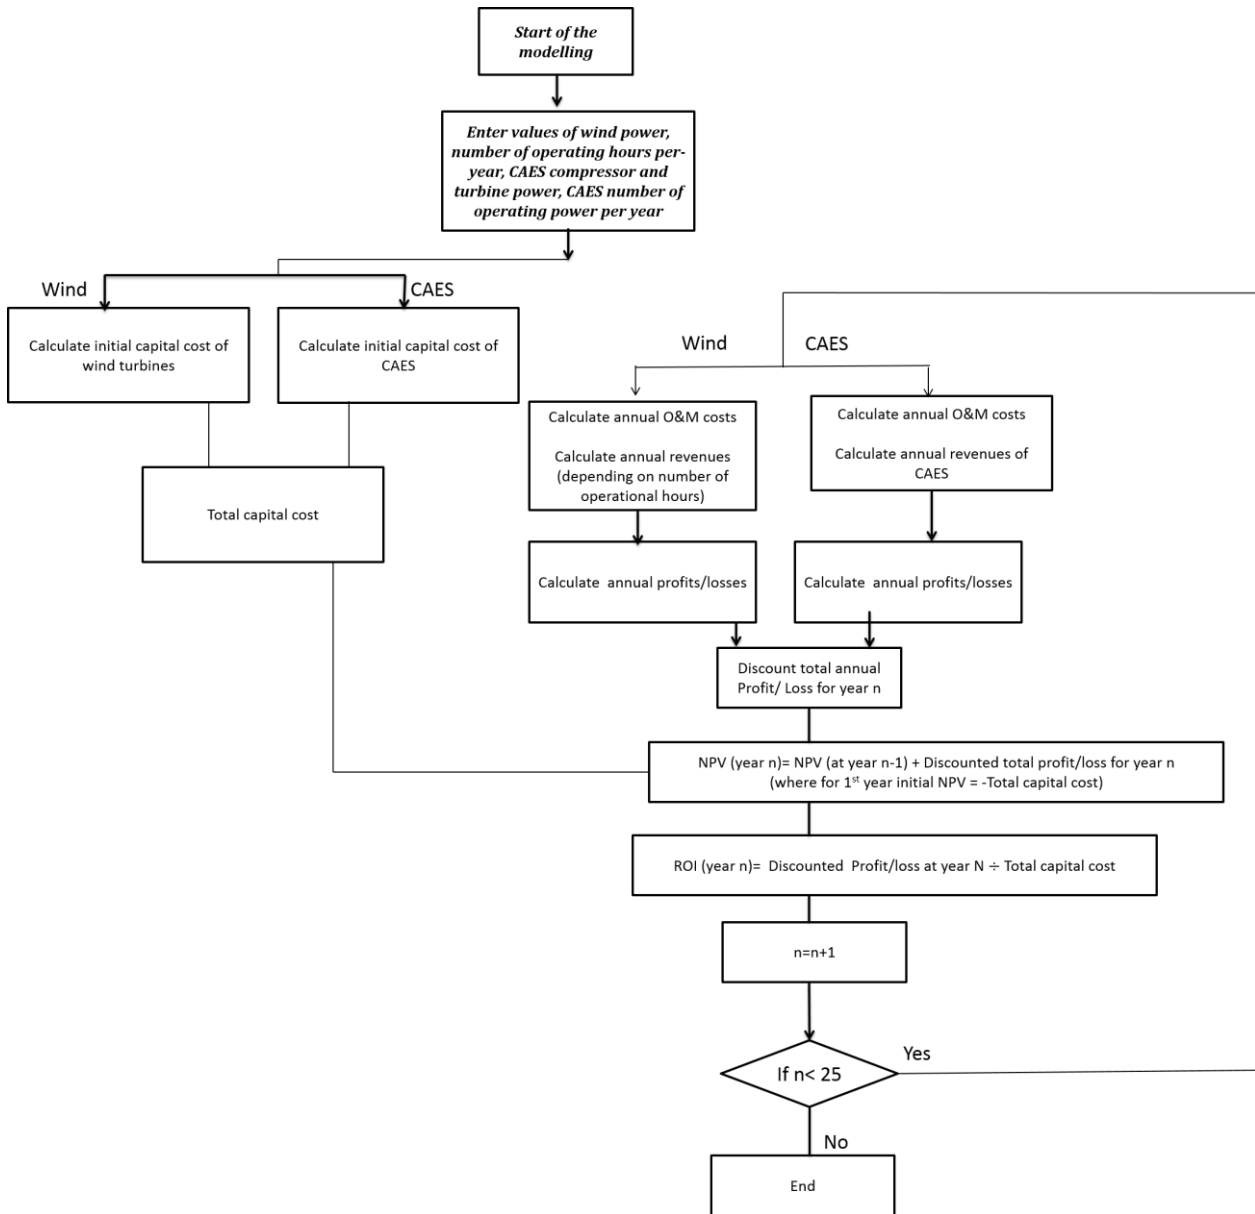 Start of the
modelling
Enter values of wind power,
number of operating hours per-
year, CAES compressor and
turbine power, CAES number of
operating power per year
Wind
CAES
Calculate initial capital cost of
wind turbines
Calculate initial capital cost of
CAES
Total capital cost
Wind
CAES
Calculate annual O&M costs
Calculate annual revenues
(depending on number of
operational hours)
Calculate annual O&M costs
Calculate annual revenues of
CAES
Calculate  annual profits/losses
Calculate  annual profits/losses
Discount total annual
Profit/ Loss for year n
NPV (year n)= NPV (at year n-1) + Discounted total profit/loss for year n
(where for 1st year initial NPV = -Total capital cost)
ROI (year n)=  Discounted  Profit/loss at year N ÷ Total capital cost
n=n+1
If n< 25
Yes
No
End